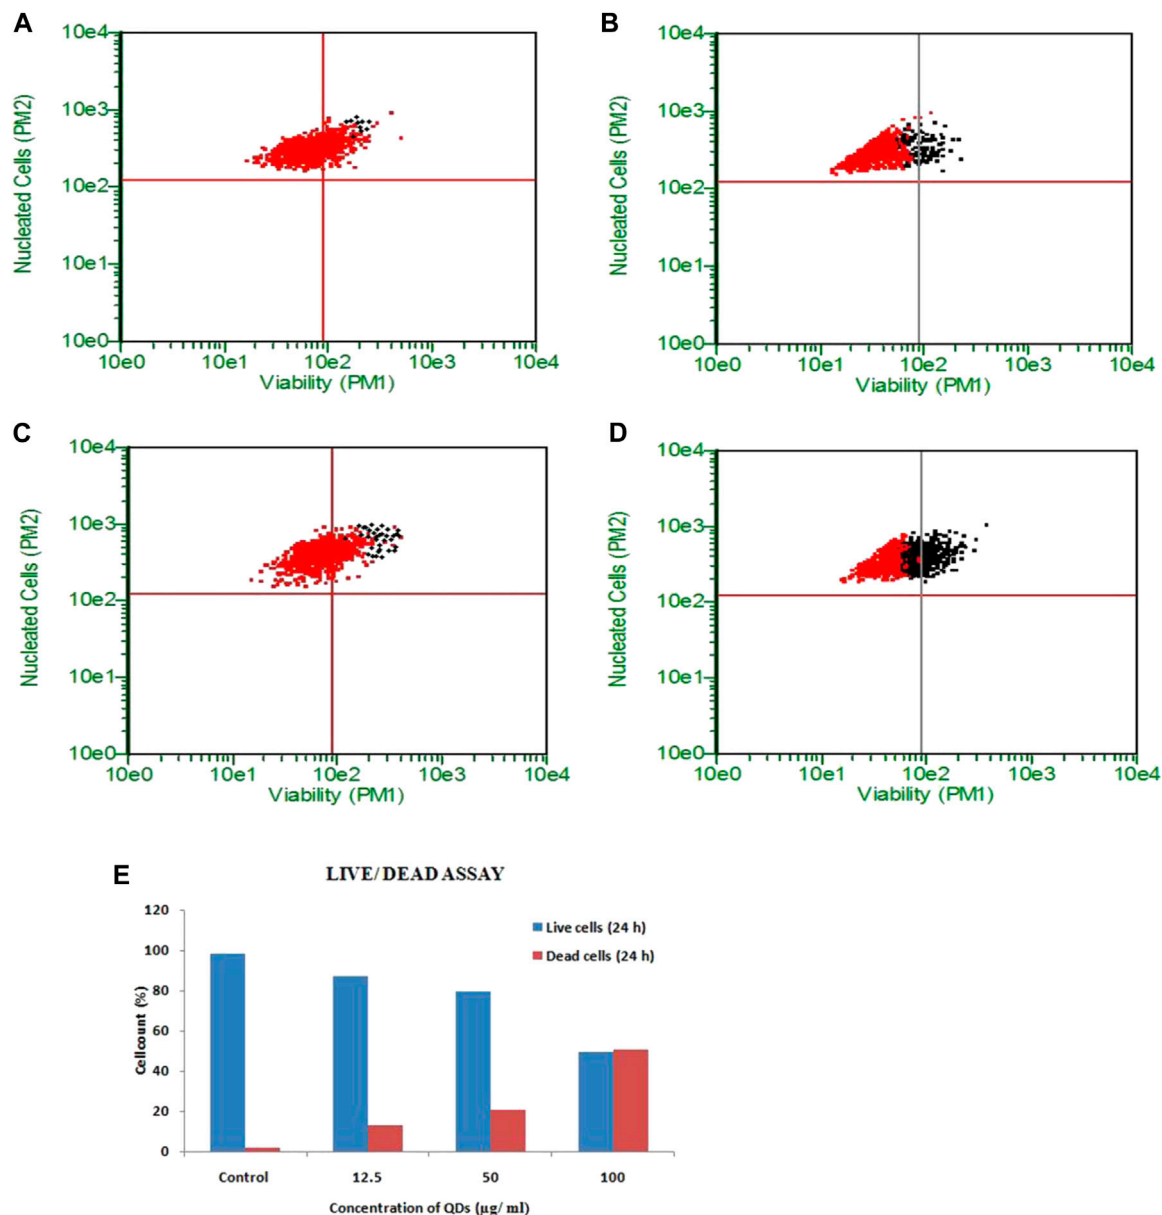 A
Nucleated Cells (PM2)
10e4
10e3
10e2
10e1
10e0
10e0 10e1 10e2 10e3 10e4
Viability (PM1)
B
Nucleated Cells (PM2)
10e4
10e3
10e2
10e1
10e0
10e0 10e1 10e2 10e3 10e4
Viability (PM1)
C
Nucleated Cells (PM2)
10e4
10e3
10e2
10e1
10e0
10e0 10e1 10e2 10e3 10e4
Viability (PM1)
D
Nucleated Cells (PM2)
10e4
10e3
10e2
10e1
10e0
10e0 10e1 10e2 10e3 10e4
Viability (PM1)
E
LIVE/ DEAD ASSAY
Cell count (%)
120
100
80
60
40
20
0
Live cells (24 h)
Dead cells (24 h)
Control 12.5 50 100
Concentration of QDs (µg/ ml)